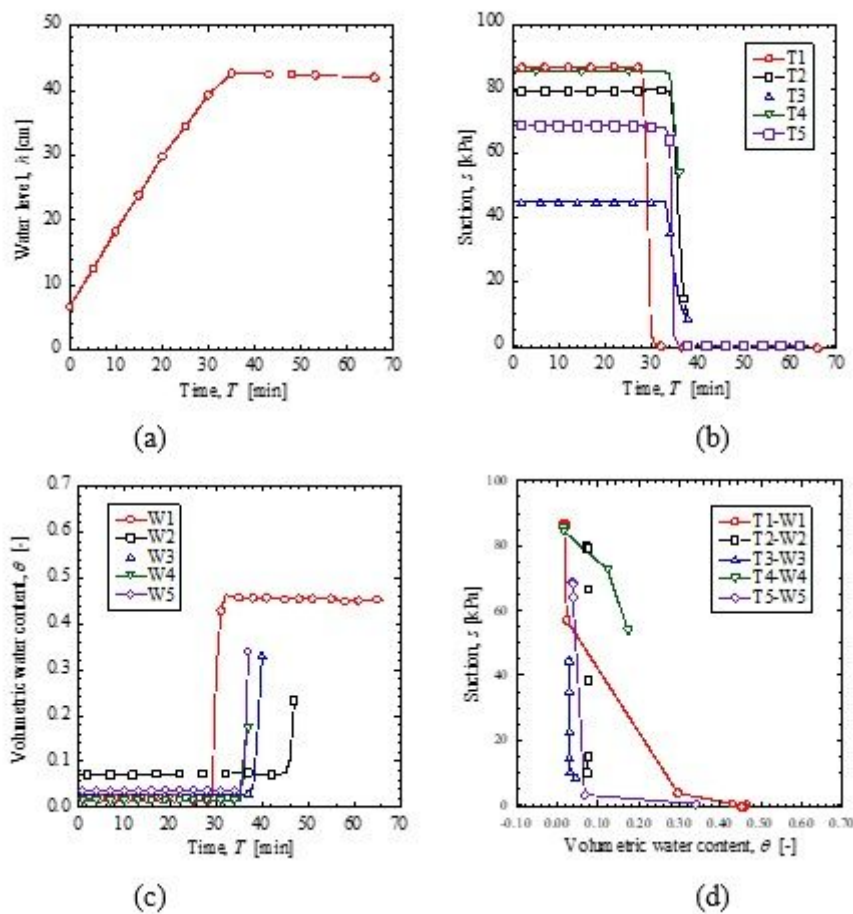 50
40
30
20
10
0
Water level, h [cm]
0 10 20 30 40 50 60 70
Time, T [min]
(a)
100
80
60
40
20
0
Suction, s [kPa]
T1
T2
T3
T4
T5
0 10 20 30 40 50 60 70
Time, T [min]
(b)
0.7
0.6
0.5
0.4
0.3
0.2
0.1
0.0
Volumetric water content, θ [-]
W1
W2
W3
W4
W5
0 10 20 30 40 50 60 70
Time, T [min]
(c)
100
80
60
40
20
0
Suction, s [kPa]
T1-W1
T2-W2
T3-W3
T4-W4
T5-W5
-0.10 0.00 0.10 0.20 0.30 0.40 0.50 0.60 0.70
Volumetric water content, θ [-]
(d)